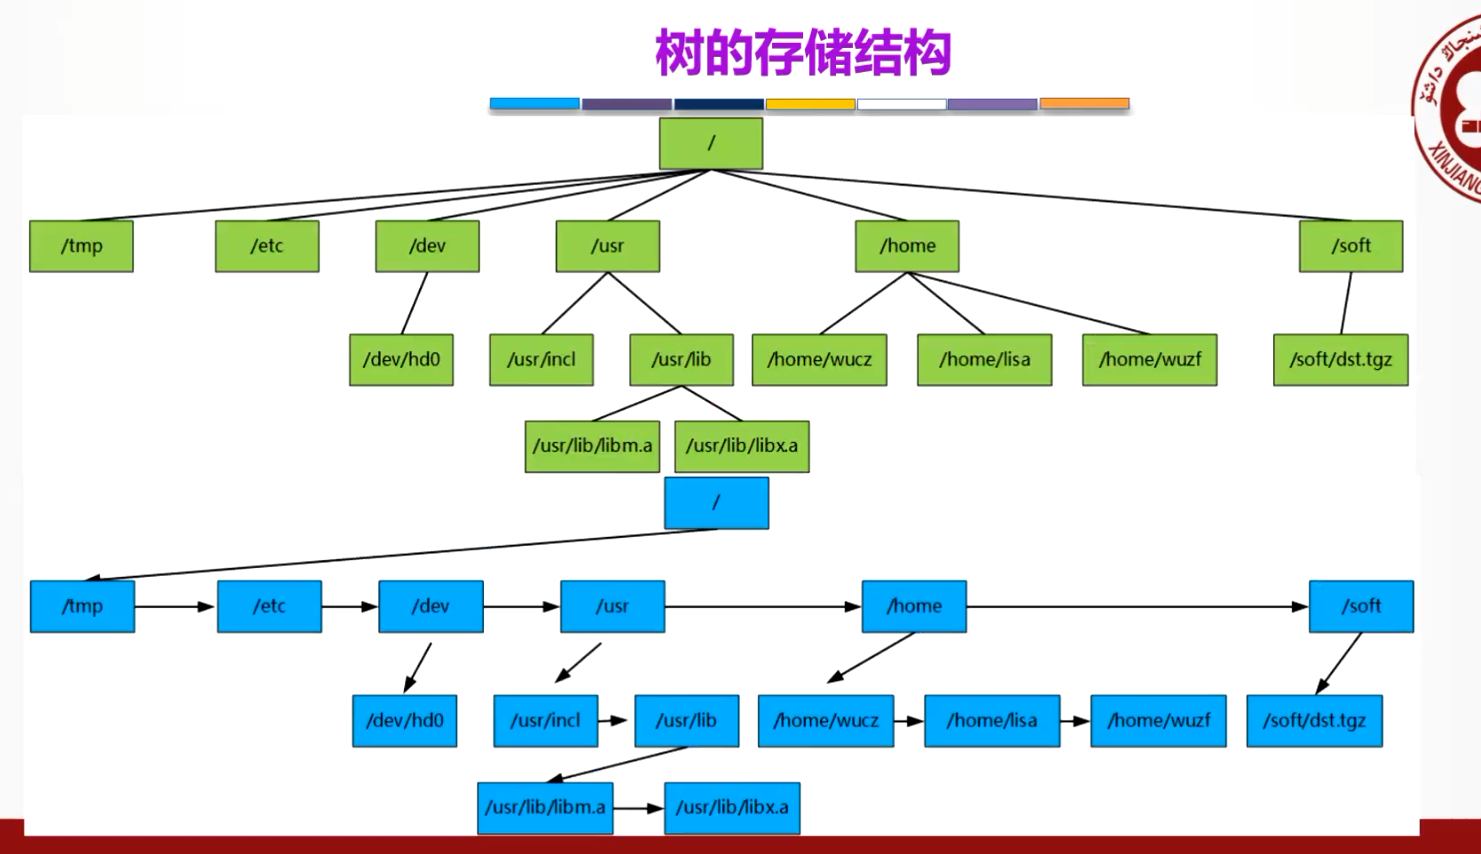 树的存储结构
/
/tmp
/etc
/dev
/usr
/home
/soft
/dev/hd0
/usr/incl
/usr/lib
/home/wucz
/home/lisa
/home/wuzf
/soft/dst.tgz
/usr/lib/libm.a
/usr/lib/libx.a
/
/tmp
/etc
/dev
/usr
/home
/soft
/dev/hd0
/usr/incl
/usr/lib
/home/wucz
/home/lisa
/home/wuzf
/soft/dst.tgz
/usr/lib/libm.a
/usr/lib/libx.a
XINJIANG